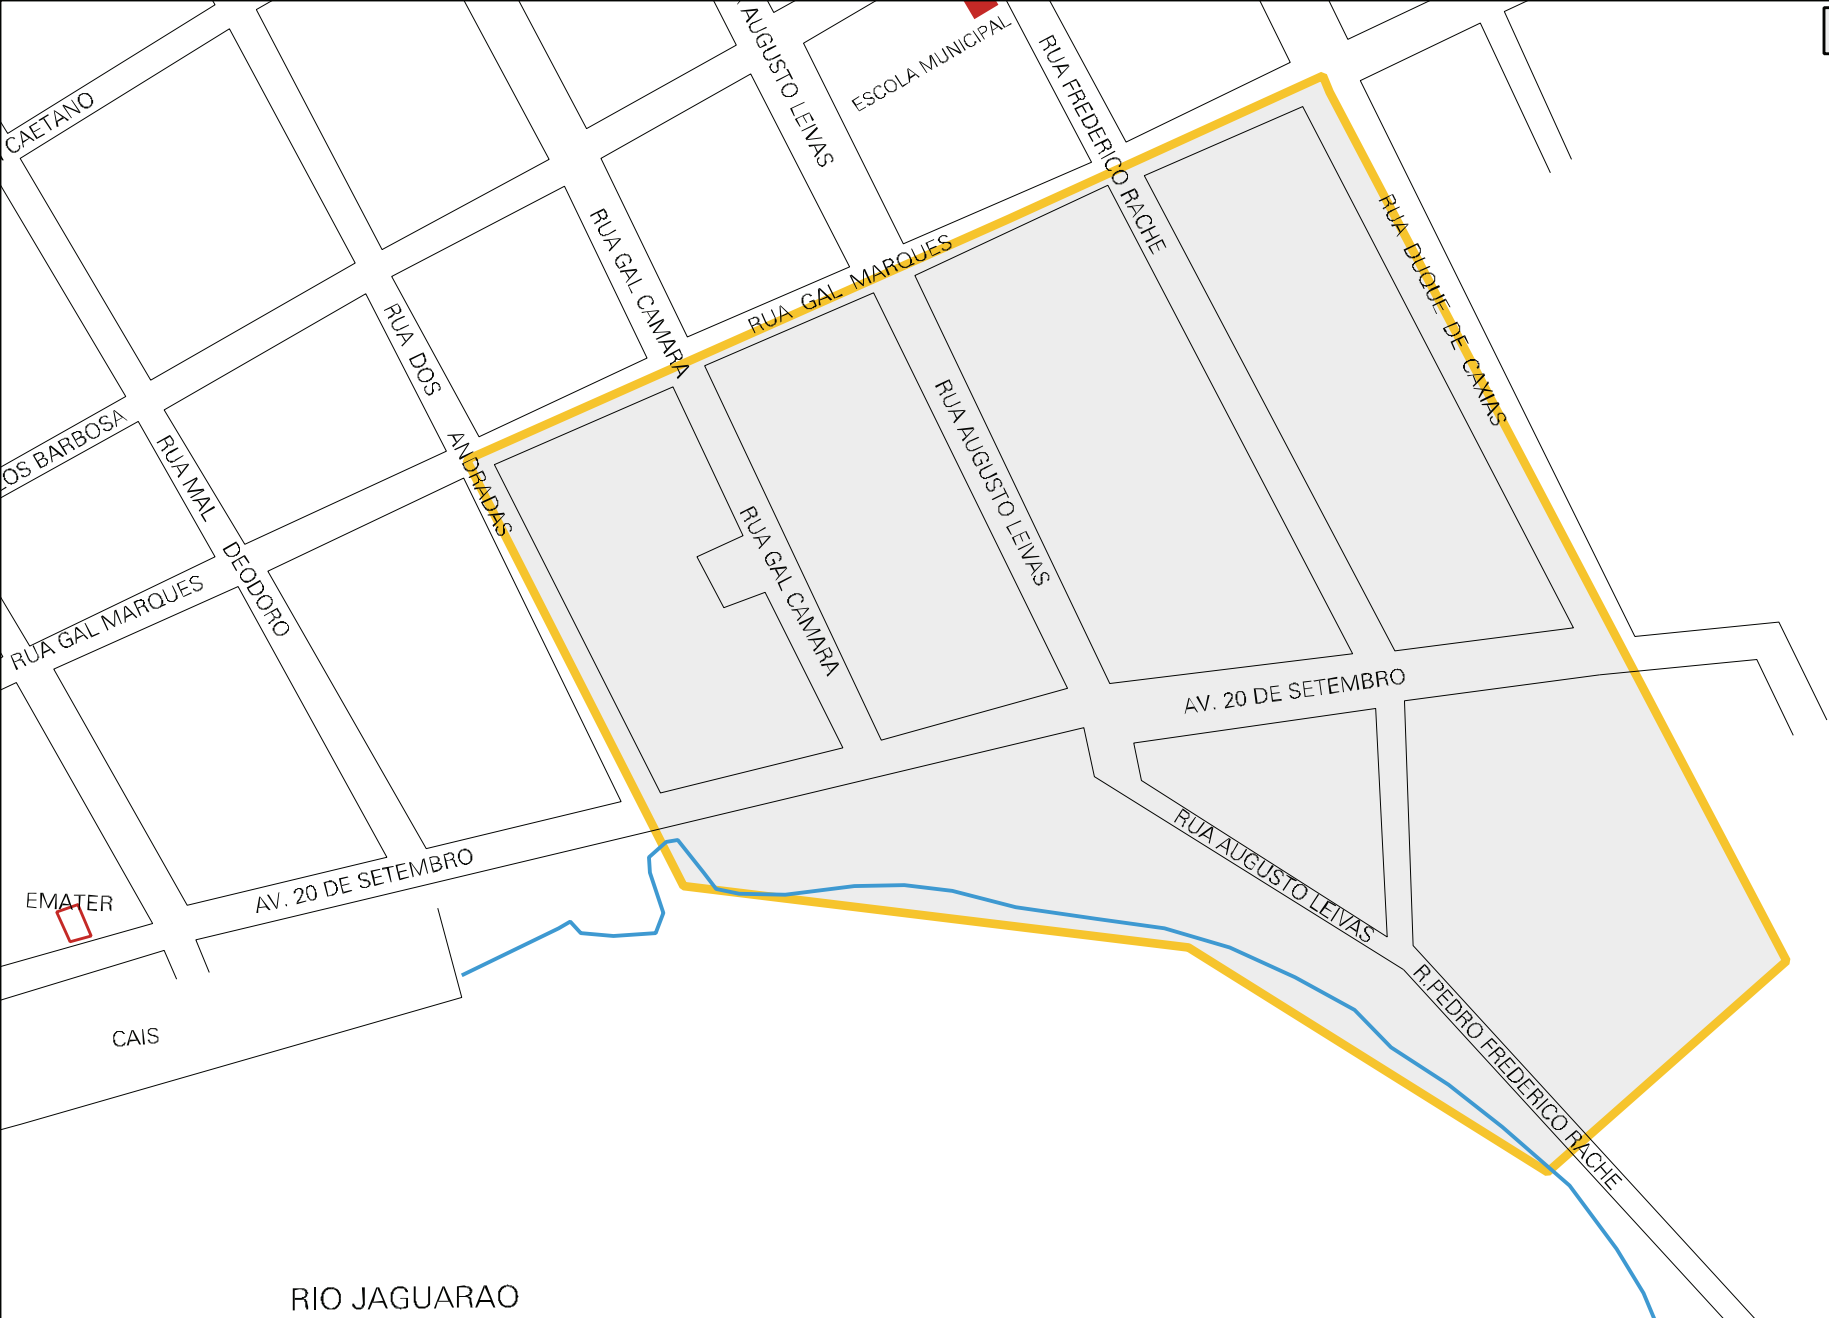 AUGUSTO LEIVAS
ESCOLA MUNICIPAL
RUA FREDERICO RACHE
CAETANO
RUA GAL CAMARA
RUA DUQUE DE CAXIAS
RUA GAL MARQUES
RUA DOS ANDRADAS
RUA AUGUSTO LEIVAS
OS BARBOSA
RUA MAL DEODORO
RUA GAL CAMARA
RUA GAL MARQUES
AV. 20 DE SETEMBRO
RUA AUGUSTO LEIVAS
AV. 20 DE SETEMBRO
EMATER
R.PEDRO FREDERICO RACHE
CAIS
RIO JAGUARAO